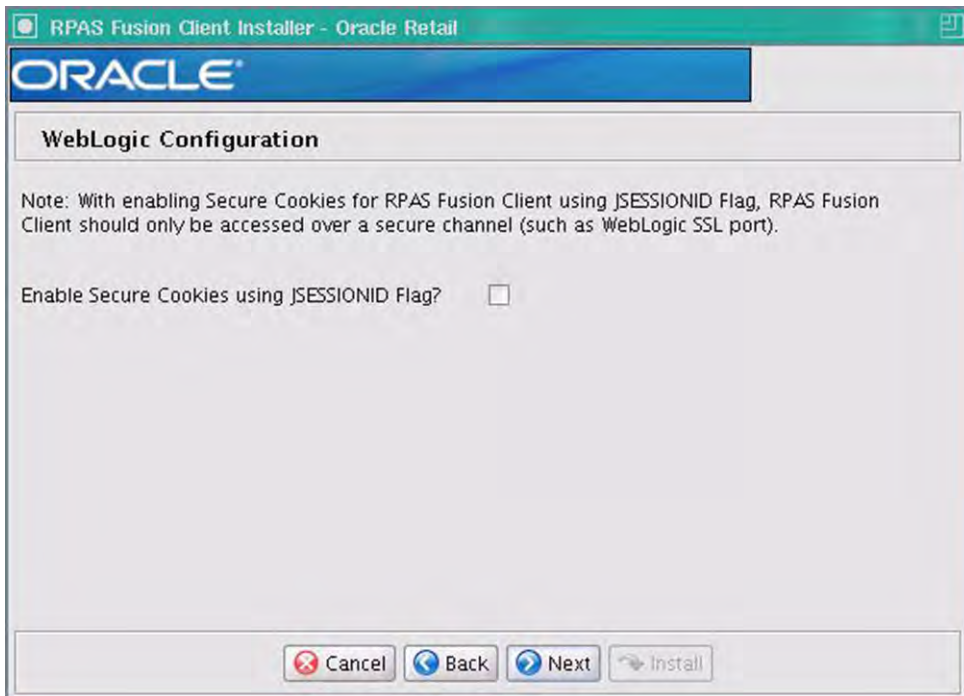 RPAS Fusion Client Installer - Oracle Retail
ORACLE®
WebLogic Configuration
Note: With enabling Secure Cookies for RPAS Fusion Client using JSESSIONID Flag, RPAS Fusion
Client should only be accessed over a secure channel (such as WebLogic SSL port).
Enable Secure Cookies using JSESSIONID Flag?
Cancel Back Next Install